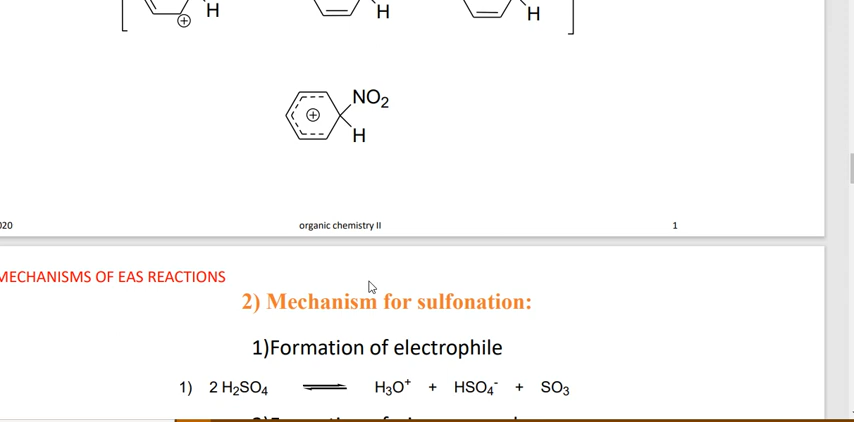 H H H
⊕
NO2
⊕
H
020 organic chemistry II 1
MECHANISMS OF EAS REACTIONS
2) Mechanism for sulfonation:
1)Formation of electrophile
1) 2 H2SO4 ⇌ H3O+ + HSO4- + SO3